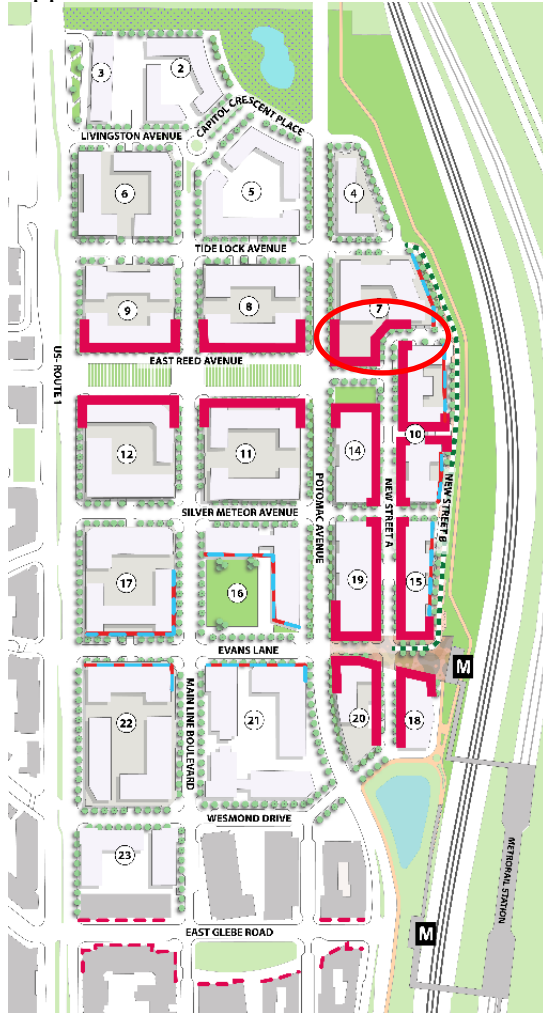 3
2
CAPITOL CRESCENT PLACE
LIVINGSTON AVENUE
6
5
4
TIDE LOCK AVENUE
9
8
7
US- ROUTE 1
EAST REED AVENUE
12
11
14
10
POTOMAC AVENUE
NEW STREET A
NEW STREET B
SILVER METEOR AVENUE
17
16
19
15
EVANS LANE
M
MAIN LINE BOULEVARD
22
21
20
18
WESMOND DRIVE
23
METRORAIL STATION
EAST GLEBE ROAD
M